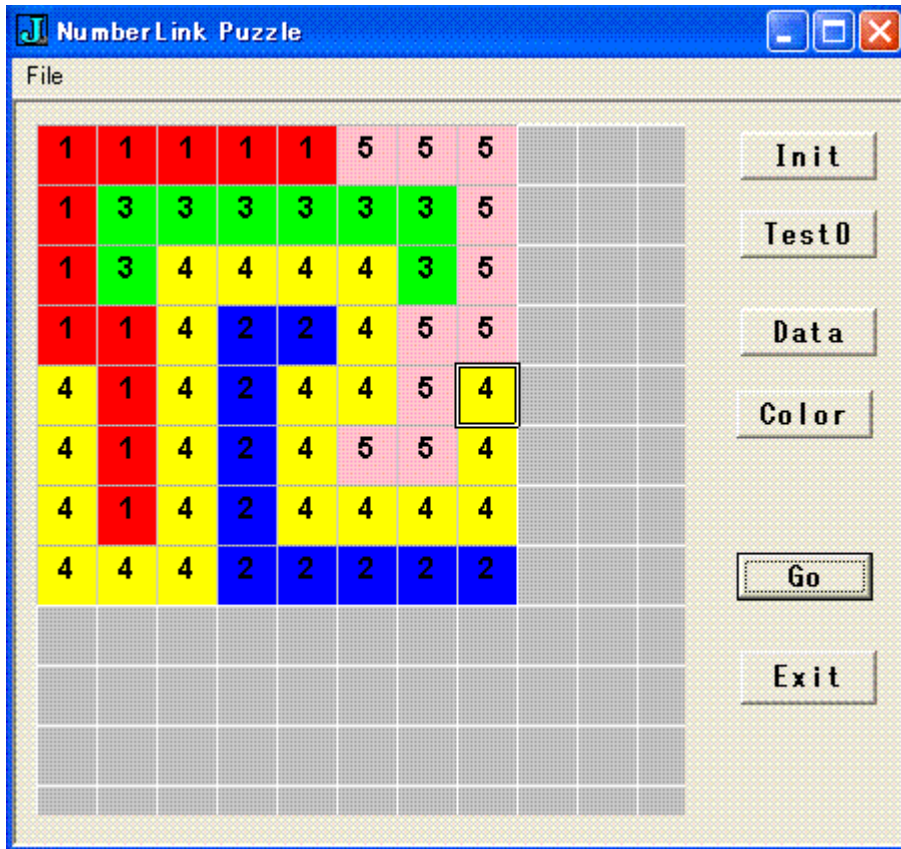 NumberLink Puzzle
File
1 1 1 1 1 5 5 5
1 3 3 3 3 3 3 5
1 3 4 4 4 4 3 5
1 1 4 2 2 4 5 5
4 1 4 2 4 4 5 4
4 1 4 2 4 5 5 4
4 1 4 2 4 4 4 4
4 4 4 2 2 2 2 2
Init
Test0
Data
Color
Go
Exit